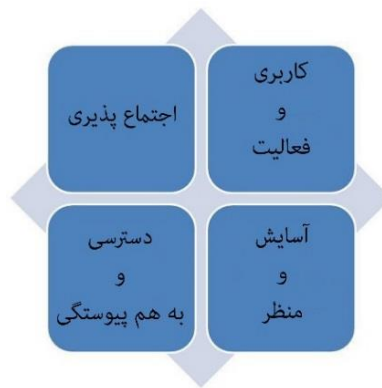 کاربری
و
فعالیت
اجتماع پذیری
آسایش
و
منظر
دسترسی
و
به هم پیوستگی